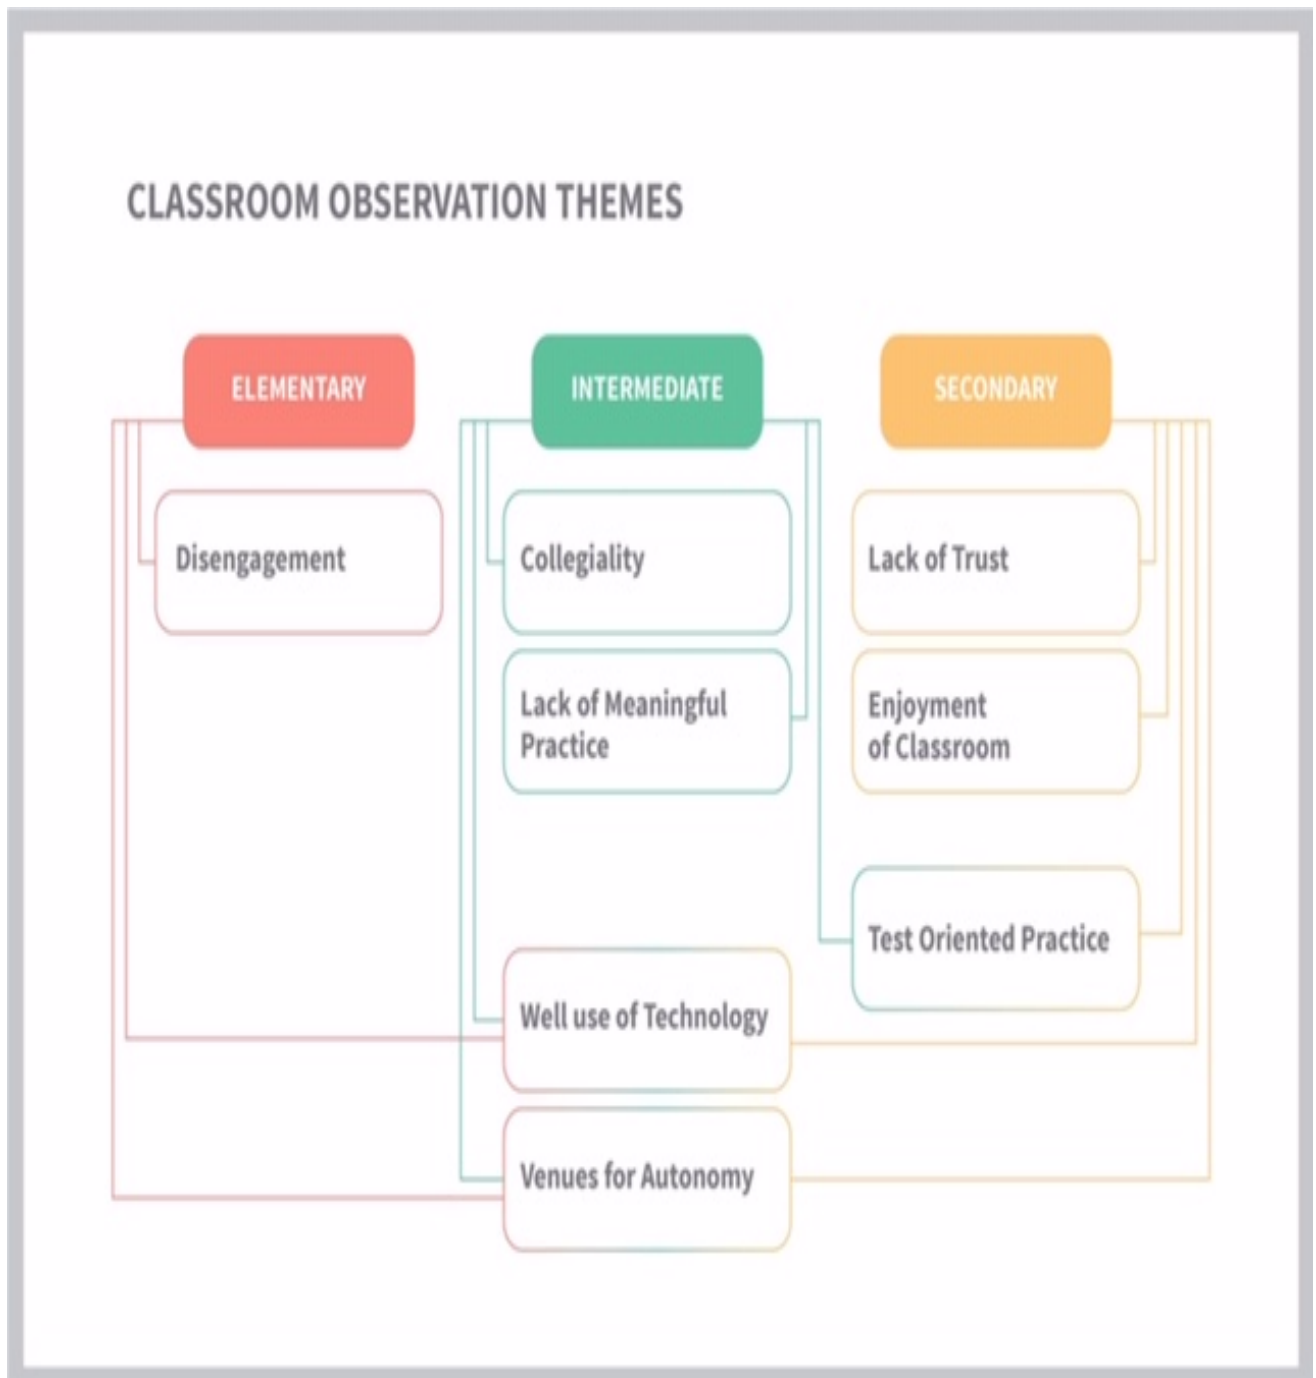 CLASSROOM OBSERVATION THEMES
ELEMENTARY
INTERMEDIATE
SECONDARY
Disengagement
Collegiality
Lack of Trust
Lack of Meaningful
Practice
Enjoyment
of Classroom
Test Oriented Practice
Well use of Technology
Venues for Autonomy